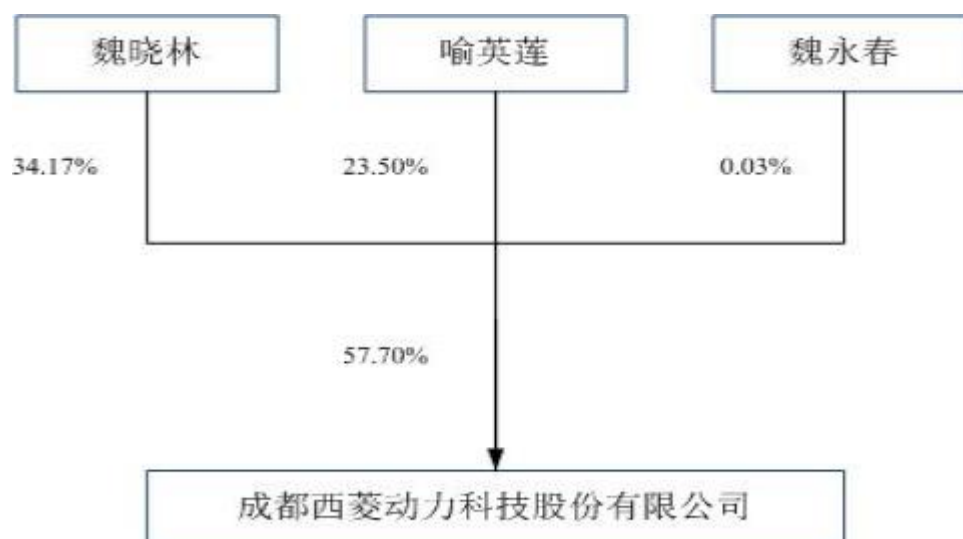 魏晓林
喻英莲
魏永春
34.17%
23.50%
0.03%
57.70%
成都西菱动力科技股份有限公司